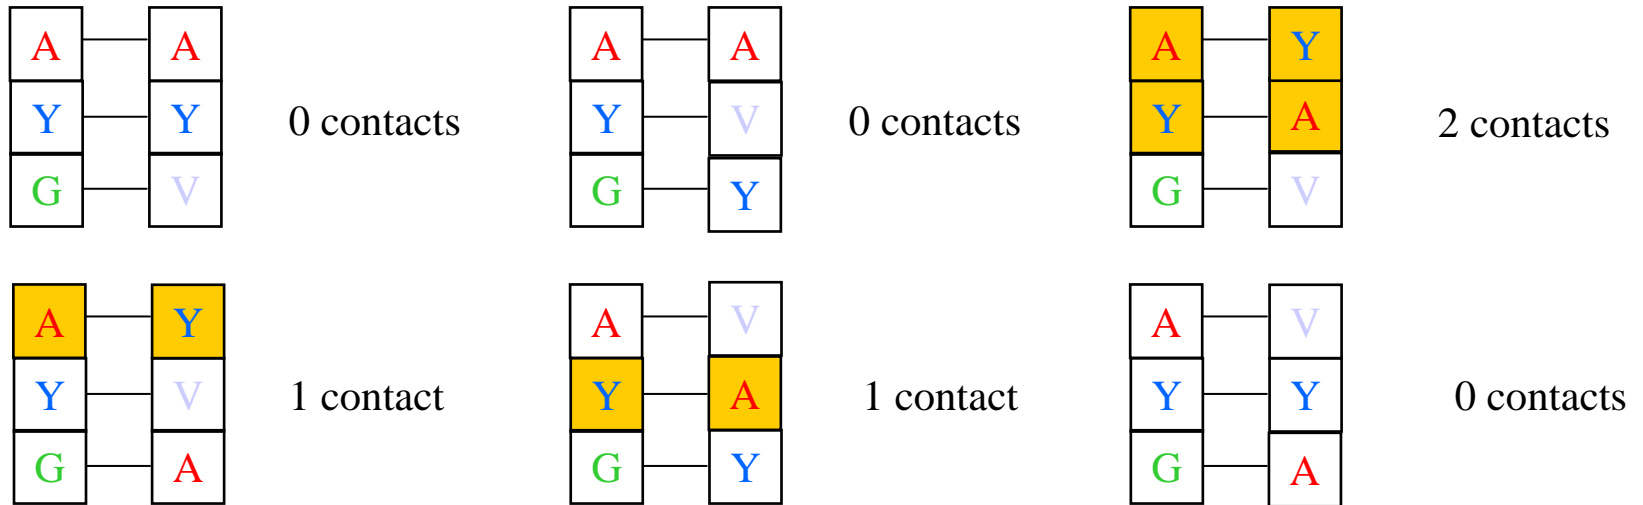 A A
Y Y 0 contacts
G V
A A
Y V 0 contacts
G Y
A Y
Y A 2 contacts
G V
A Y
Y V 1 contact
G A
A V
Y A 1 contact
G Y
A V
Y Y 0 contacts
G A